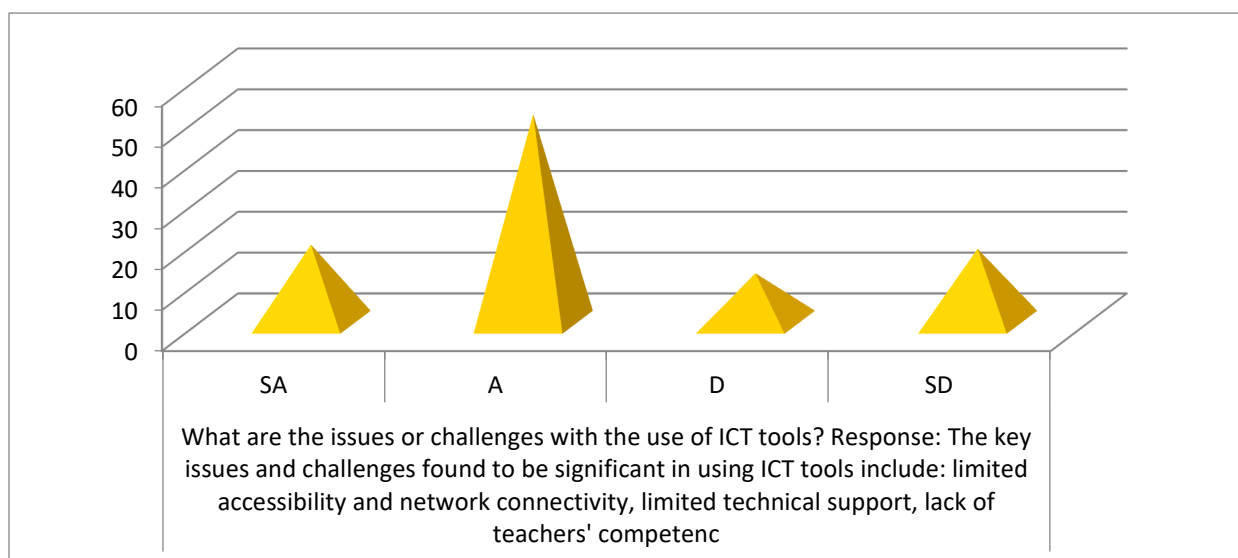 60
50
40
30
20
10
0
SA A D SD
What are the issues or challenges with the use of ICT tools? Response: The key
issues and challenges found to be significant in using ICT tools include: limited
accessibility and network connectivity, limited technical support, lack of
teachers' competenc